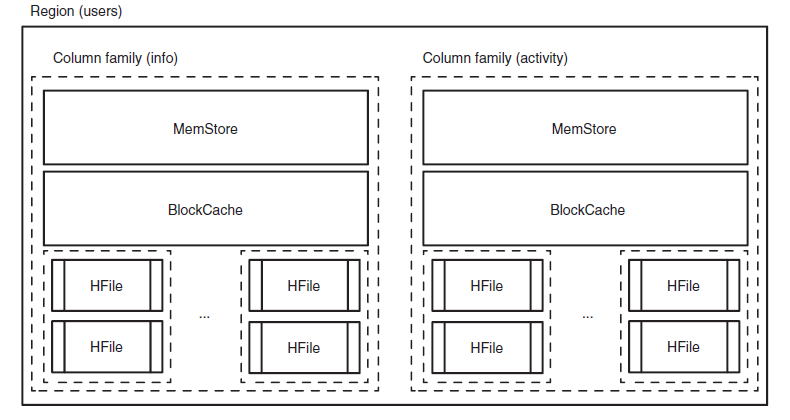 Region (users)
Column family (info)
Column family (activity)
MemStore
MemStore
BlockCache
BlockCache
HFile
HFile
HFile
HFile
...
...
HFile
HFile
HFile
HFile